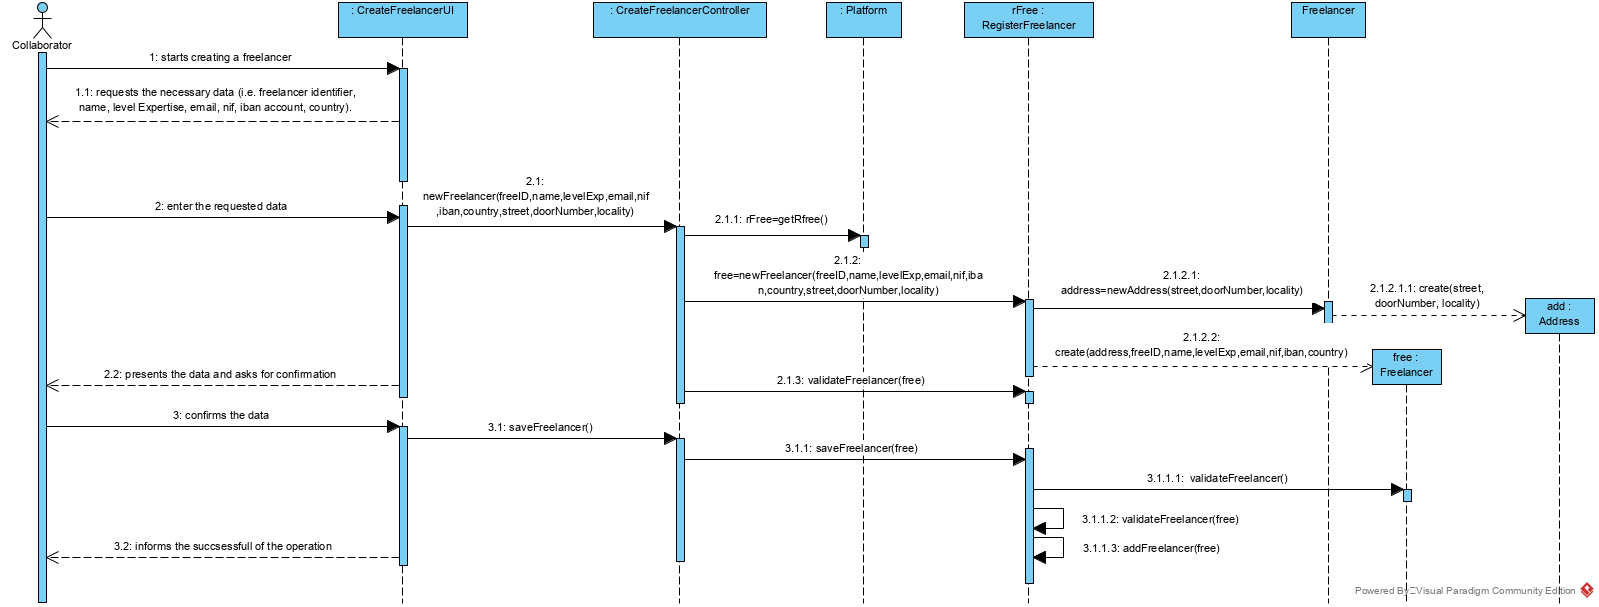 : CreateFreelancerUI
: CreateFreelancerController
: Platform
rFree :
RegisterFreelancer
Freelancer
Collaborator
1: starts creating a freelancer
1.1: requests the necessary data (i.e. freelancer identifier,
name, level Expertise, email, nif, iban account, country).
2: enter the requested data
2.1:
newFreelancer(freeID,name,levelExp,email,nif
,iban,country,street,doorNumber,locality)
2.1.1: rFree=getRfree()
2.1.2:
free=newFreelancer(freeID,name,levelExp,email,nif,iba
n,country,street,doorNumber,locality)
2.1.2.1:
address=newAddress(street,doorNumber,locality)
2.1.2.1.1: create(street,
doorNumber, locality)
add :
Address
2.1.2.2:
create(address,freeID,name,levelExp,email,nif,iban,country)
free :
Freelancer
2.2: presents the data and asks for confirmation
2.1.3: validateFreelancer(free)
3: confirms the data
3.1: saveFreelancer()
3.1.1: saveFreelancer(free)
3.1.1.1:  validateFreelancer()
3.1.1.2: validateFreelancer(free)
3.1.1.3: addFreelancer(free)
3.2: informs the succsessfull of the operation
Powered By Visual Paradigm Community Edition